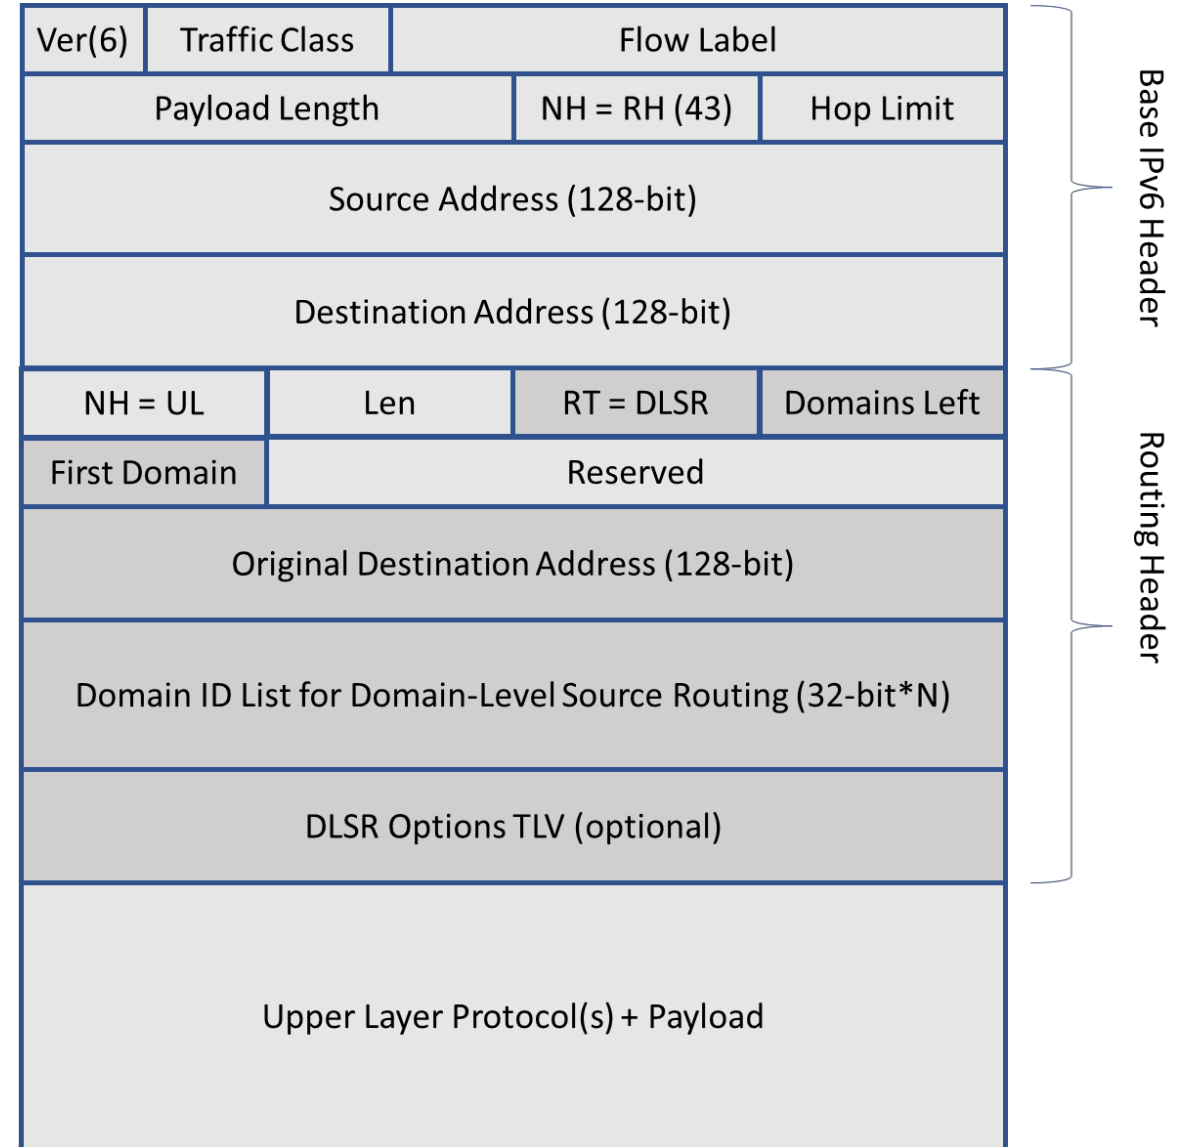 Ver(6)
Traffic Class
Flow Label
Payload Length
NH = RH (43)
Hop Limit
Source Address (128-bit)
Destination Address (128-bit)
Base IPv6 Header
NH = UL
Len
RT = DLSR
Domains Left
First Domain
Reserved
Original Destination Address (128-bit)
Domain ID List for Domain-Level Source Routing (32-bit*N)
DLSR Options TLV (optional)
Routing Header
Upper Layer Protocol(s) + Payload